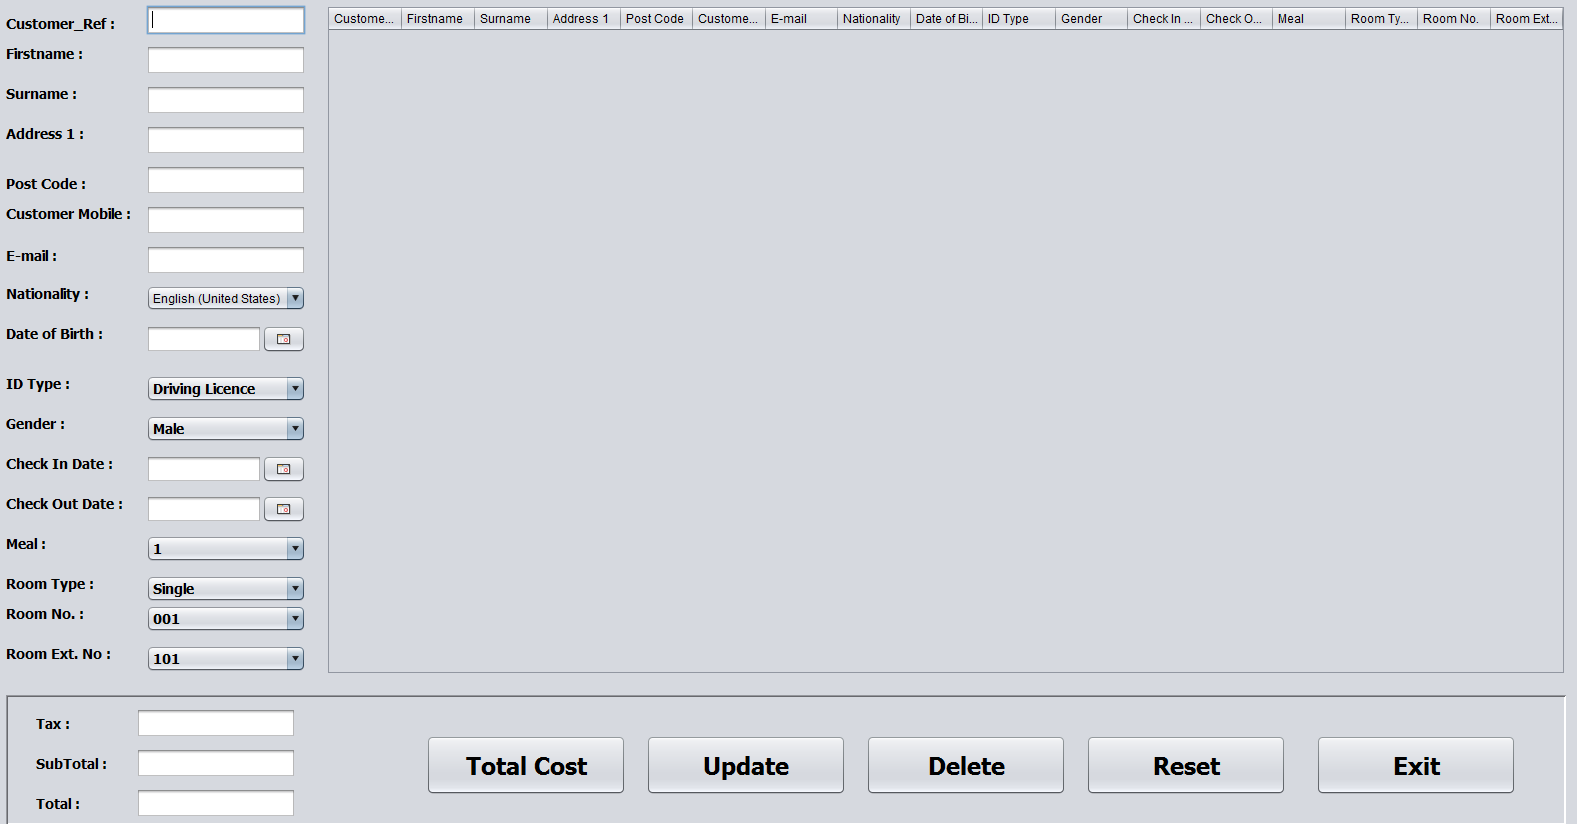 Customer_Ref :
Firstname :
Surname :
Address 1 :
Post Code :
Customer Mobile :
E-mail :
Nationality : English (United States)
Date of Birth :
ID Type : Driving Licence
Gender : Male
Check In Date :
Check Out Date :
Meal : 1
Room Type : Single
Room No. : 001
Room Ext. No : 101
Custome... Firstname Surname Address 1 Post Code Custome... E-mail Nationality Date of Bi... ID Type Gender Check In ... Check O... Meal Room Ty... Room No. Room Ext...
Tax :
SubTotal :
Total :
Total Cost Update Delete Reset Exit